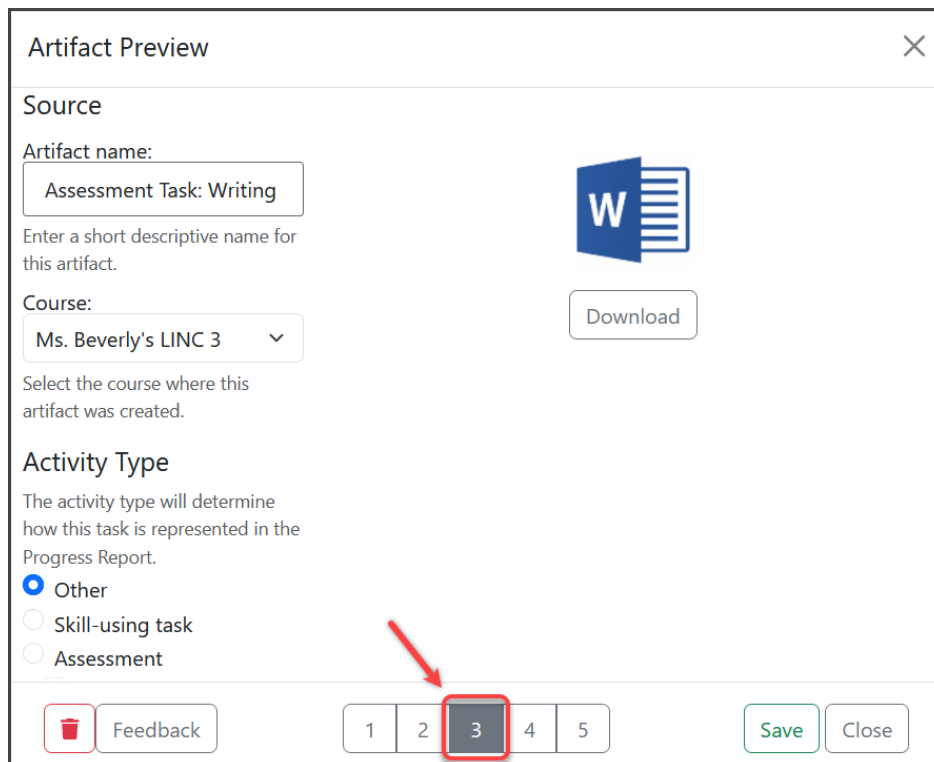 Artifact Preview
Source
Artifact name:
Assessment Task: Writing
Enter a short descriptive name for
this artifact.
Course:
Ms. Beverly's LINC 3
Select the course where this
artifact was created.
Activity Type
The activity type will determine
how this task is represented in the
Progress Report.
Other
Skill-using task
Assessment
W
Download
Feedback
1 2 3 4 5
Save
Close